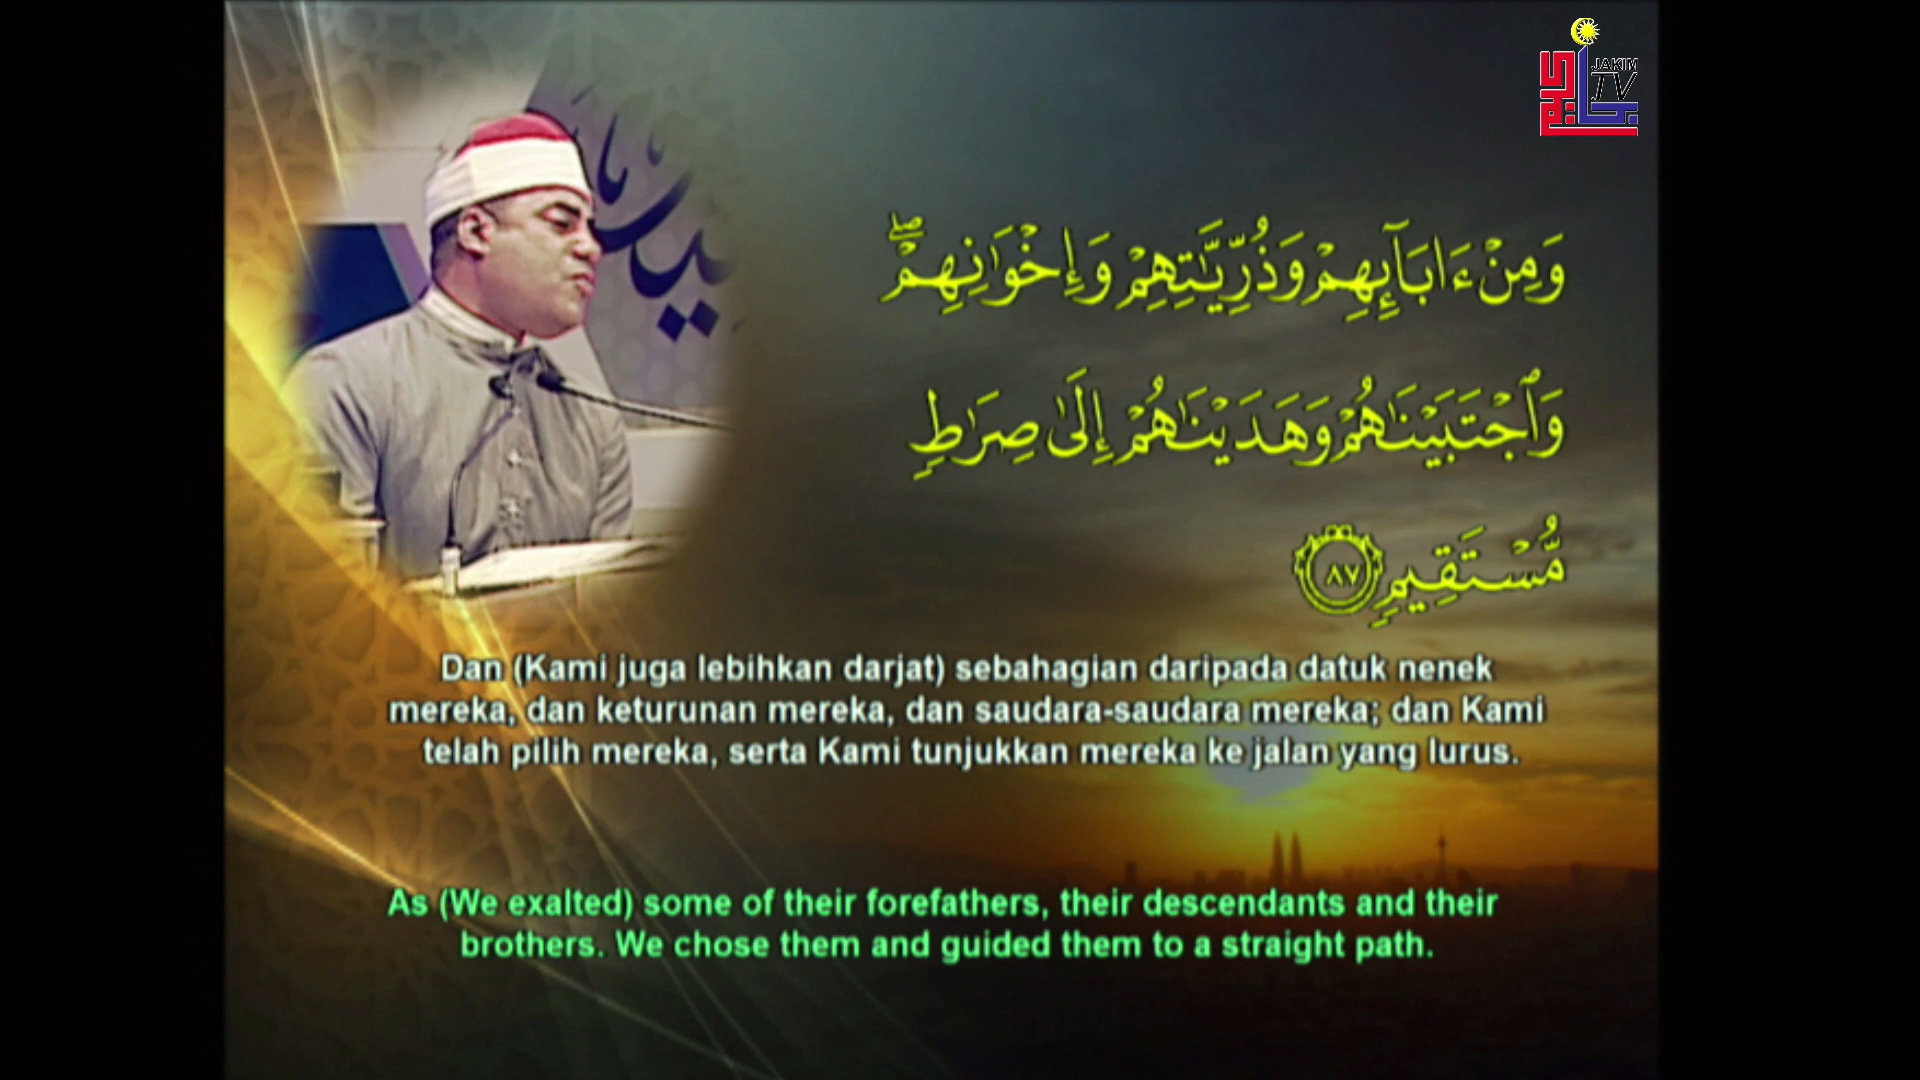 JAKIM
TV
وَمِنْ ءَابَآئِهِمْ وَذُرِّيَّـٰتِهِمْ وَإِخْوَٰنِهِمْ ۖ
وَٱجْتَبَيْنَـٰهُمْ وَهَدَيْنَـٰهُمْ إِلَىٰ صِرَٰطٍ
مُّسْتَقِيمٍ ٨٧
Dan (Kami juga lebihkan darjat) sebahagian daripada datuk nenek
mereka, dan keturunan mereka, dan saudara-saudara mereka; dan Kami
telah pilih mereka, serta Kami tunjukkan mereka ke jalan yang lurus.
As (We exalted) some of their forefathers, their descendants and their
brothers. We chose them and guided them to a straight path.